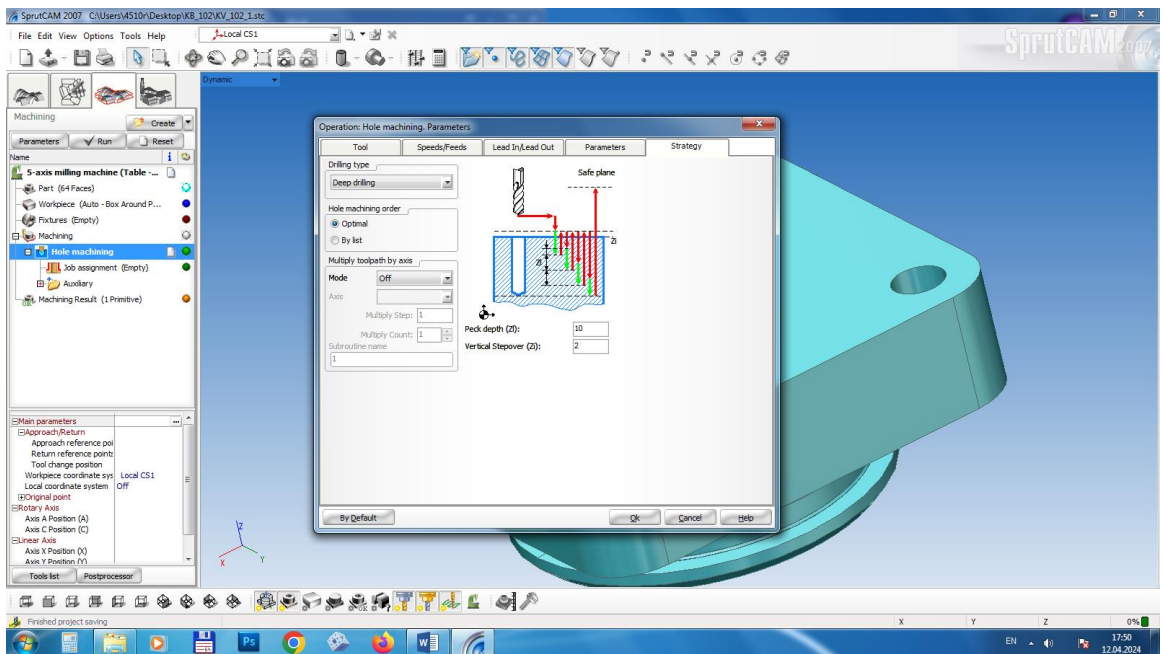 SprutCAM 2007 C:\Users\4510r\Desktop\KB_102\KV_102_1.stc
File Edit View Options Tools Help
Local CS1
SprutCAM 2007
Dynamic
Machining
Create
Parameters Run Reset
Name
5-axis milling machine (Table -...
Part (64 Faces)
Workpiece (Auto - Box Around P...
Fixtures (Empty)
Machining
Hole machining
Job assignment (Empty)
Auxiliary
Machining Result (1 Primitive)
Main parameters
Approach/Return
Approach reference poi
Return reference points
Tool change position
Workpiece coordinate sys Local CS1
Local coordinate system Off
Original point
Rotary Axis
Axis A Position (A)
Axis C Position (C)
Linear Axis
Axis X Position (X)
Axis Y Position (Y)
Tools list Postprocessor
Operation: Hole machining. Parameters
Tool Speeds/Feeds Lead In/Lead Out Parameters Strategy
Drilling type
Deep drilling
Hole machining order
Optimal
By list
Multiply toolpath by axis
Mode Off
Axis
Multiply Step: 1
Multiply Count: 1
Subroutine name
1
Safe plane
Zi
Zl
Peck depth (Zl): 10
Vertical Stepover (Zi): 2
By Default Ok Cancel Help
Z
X Y
Finished project saving X Y Z 0%
Ps W EN 17:50
12.04.2024